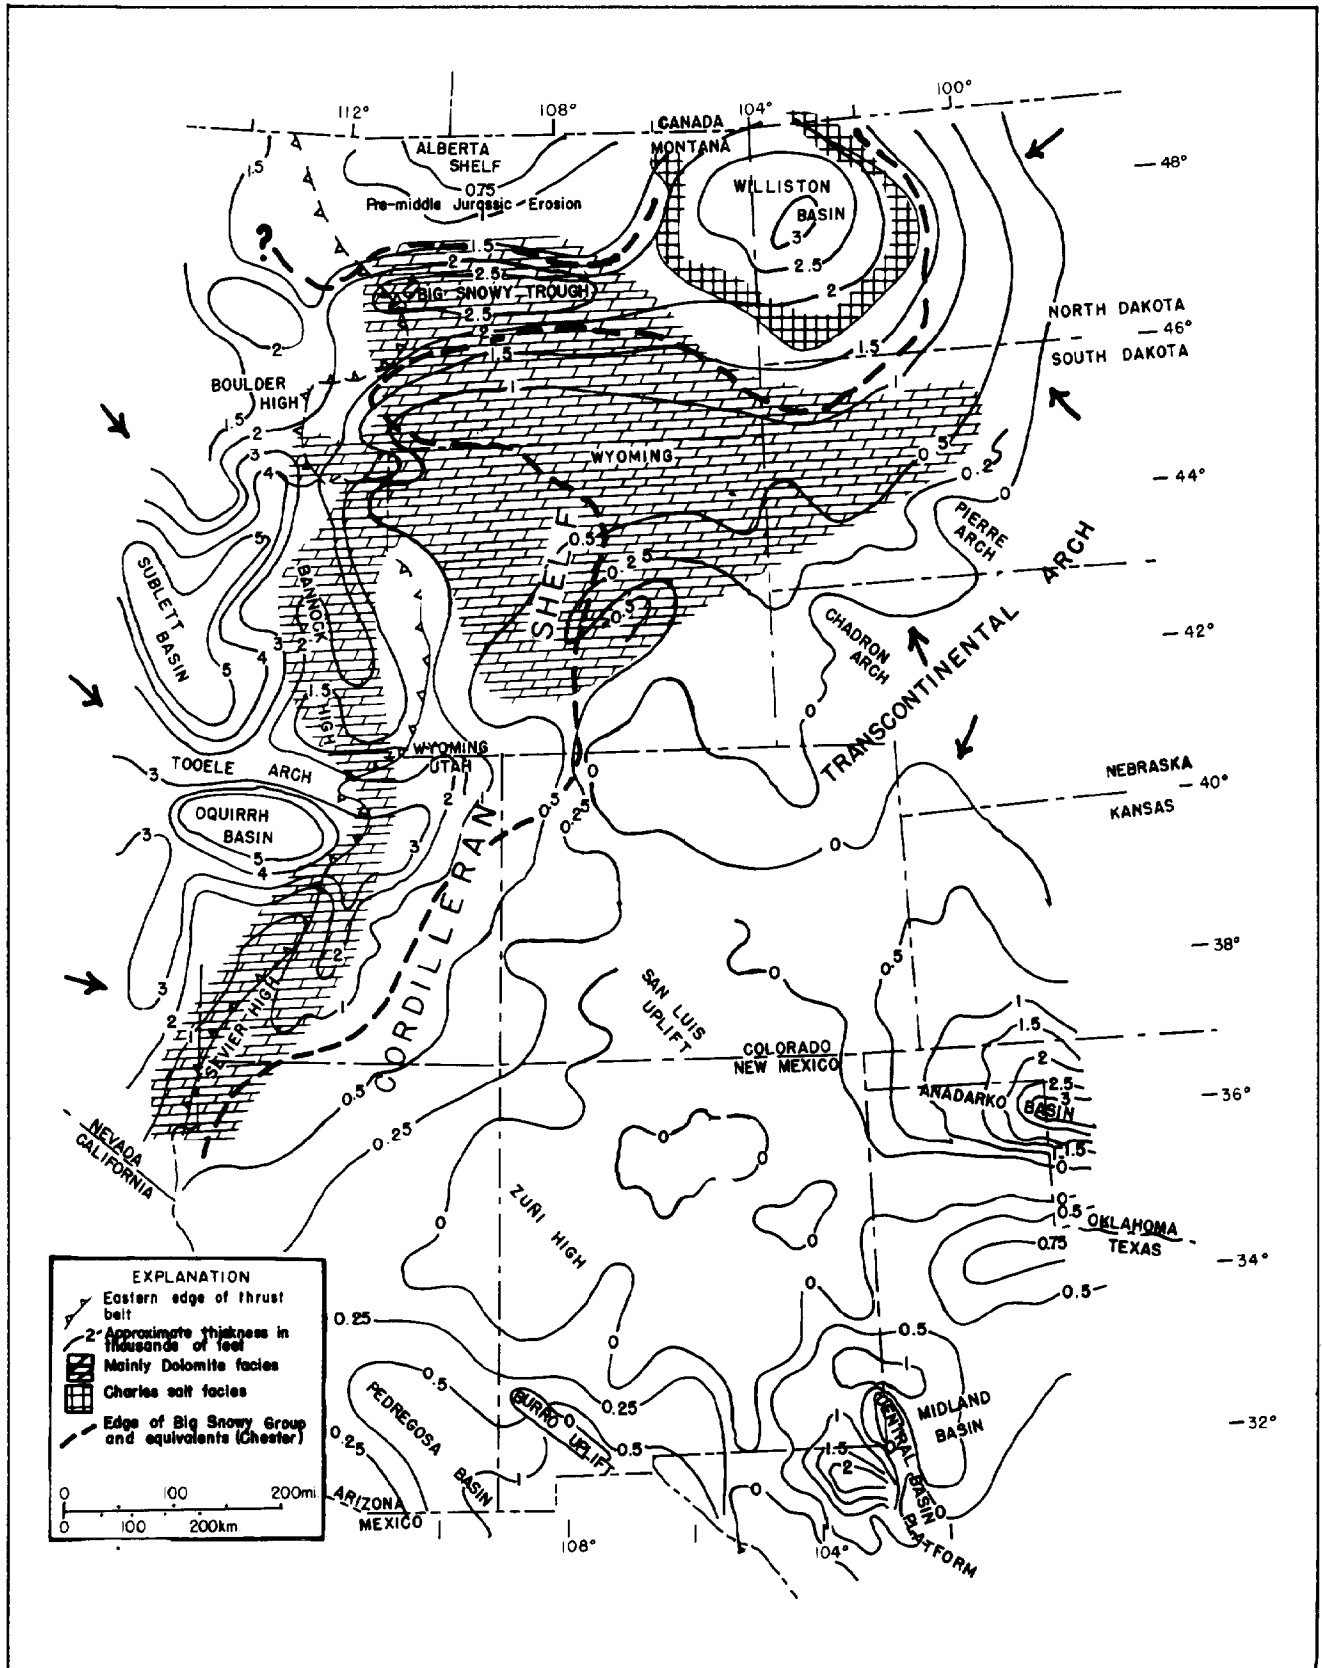 112°
108°
104°
100°
CANADA
MONTANA
ALBERTA
SHELF
48°
1.5
0.75
Pre-middle Jurassic Erosion
1
WILLISTON
BASIN
3
2.5
2
?
1.5
2
2.5
BIG SNOWY TROUGH
2.5
2
1.5
1
NORTH DAKOTA
46°
SOUTH DAKOTA
1.5
1
2
BOULDER
HIGH
1.5
2
3
4
WYOMING
0.5
0.2
0
44°
PIERRE
ARCH
5
SUBLETT
BASIN
BANNOCK
HIGH
SHELF
0.5
0.25
0.5
ARCH
CHADRON
ARCH
42°
3
2
4
5
1.5
0
TRANSCONTINENTAL
WYOMING
UTAH
TOOELE ARCH
3
NEBRASKA
KANSAS
40°
0
0.5
0.25
2
OQUIRRH
BASIN
3
3
5
4
0
CORDILLERAN
38°
2
0.5
0
3
SAN LUIS
UPLIFT
SEVIER HIGH
1
2
1
1
1.5
COLORADO
NEW MEXICO
2
2.5
3
ANADARKO BASIN
36°
0.5
0.25
NEVADA
CALIFORNIA
0
0
1.5
0
ZUÑI HIGH
0
0
0
0.5
OKLAHOMA
TEXAS
0.75
34°
0.5
0
0
0.25
0.5
1
0.5
PEDREGOSA
BASIN
BURRO UPLIFT
0
0.25
0.5
1
0.25
MIDLAND
BASIN
CENTRAL BASIN
PLATFORM
32°
1
1.5
2
0
0
0
ARIZONA
MEXICO
108°
104°
EXPLANATION
Eastern edge of thrust
belt
2 Approximate thickness in
thousands of feet
Mainly Dolomite facies
Charles salt facies
Edge of Big Snowy Group
and equivalents (Chester)
0 100 200mi.
0 100 200km